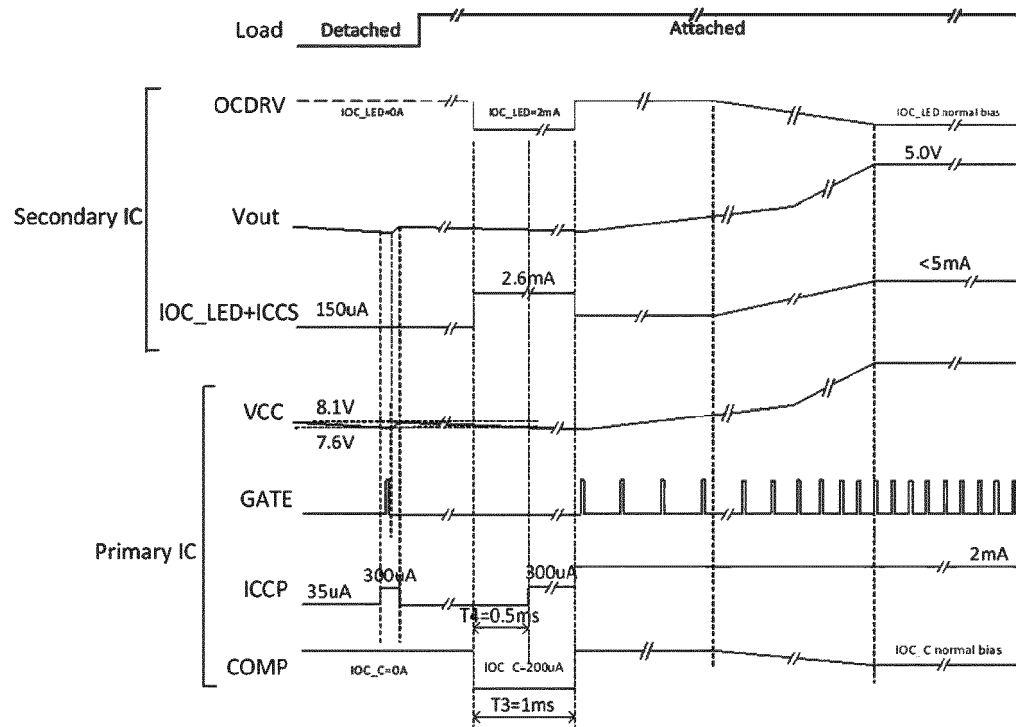 Load
Detached
Attached
Secondary IC
OCDRV
IOC_LED=0A
IOC_LED=2mA
IOC_LED normal bias
Vout
5.0V
IOC_LED+ICCS
150uA
2.6mA
<5mA
Primary IC
VCC
8.1V
7.6V
GATE
ICCP
35uA
300uA
300uA
2mA
T4=0.5ms
COMP
IOC_C=0A
IOC_C=200uA
IOC_C normal bias
T3=1ms